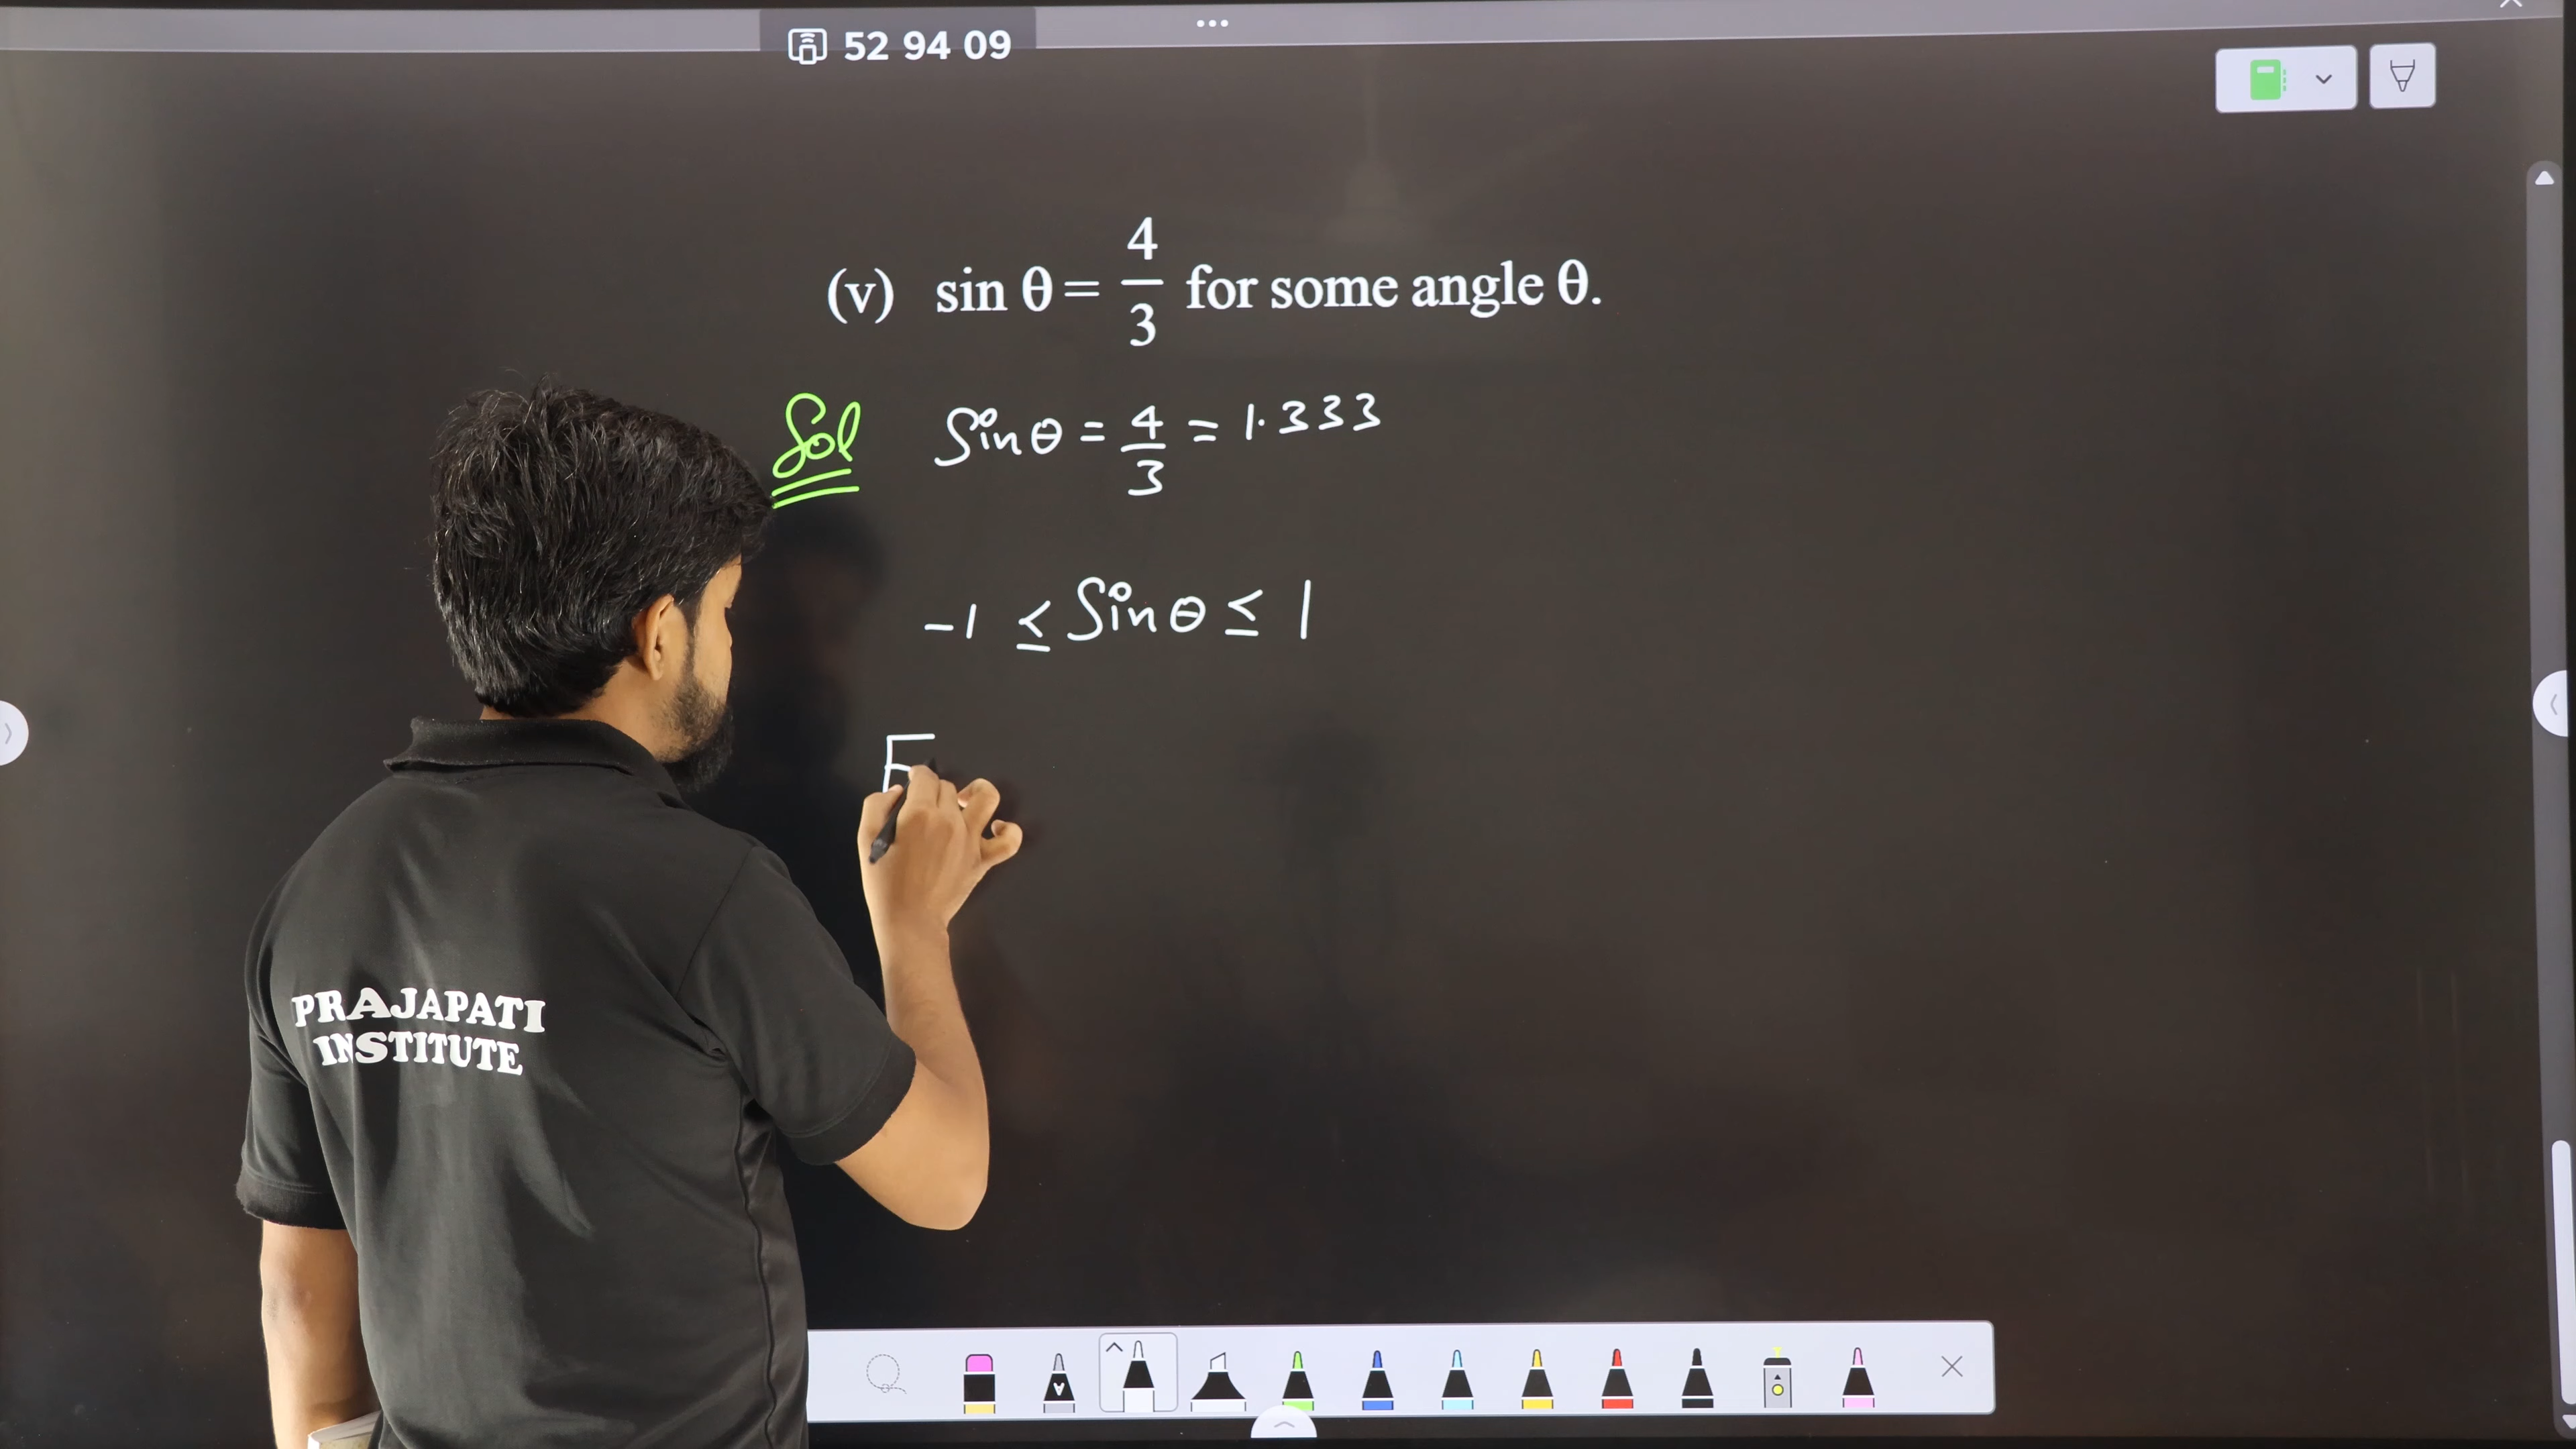 52 94 09
(v) sin θ = 4/3 for some angle θ.
Sol
Sinθ = 4/3 = 1.333
-1 ≤ Sinθ ≤ 1
F
PRAJAPATI
INSTITUTE